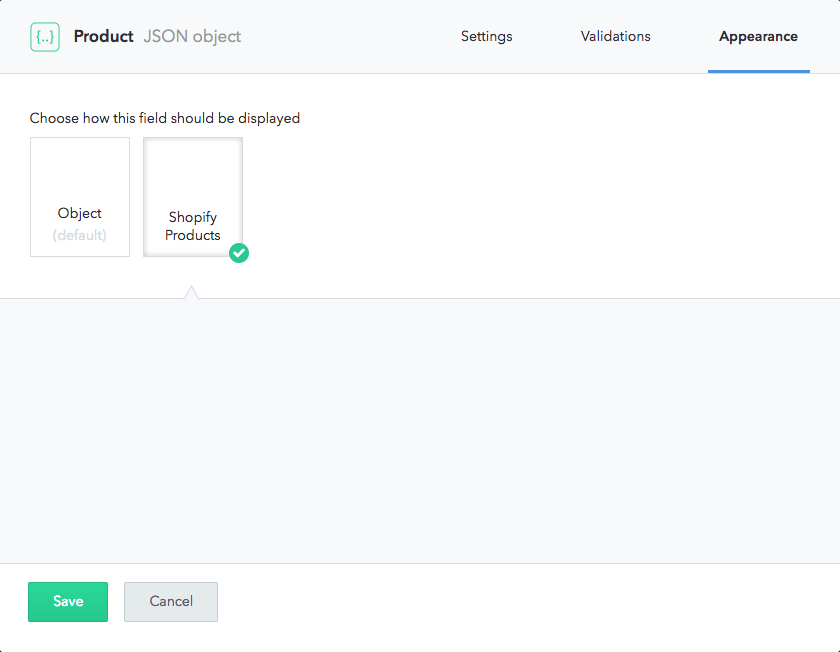 {..} Product JSON object Settings Validations Appearance
Choose how this field should be displayed
Object
(default)
Shopify
Products
Save Cancel